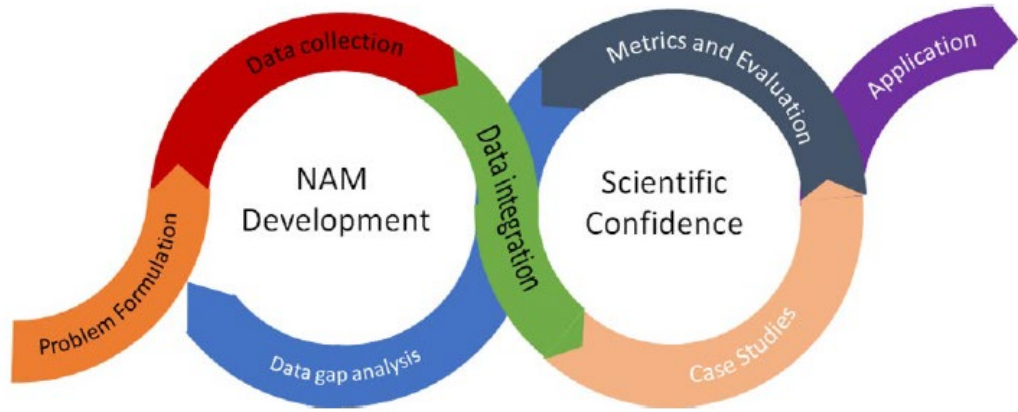 Problem Formulation
Data collection
NAM
Development
Data gap analysis
Data integration
Scientific
Confidence
Case Studies
Metrics and Evaluation
Application